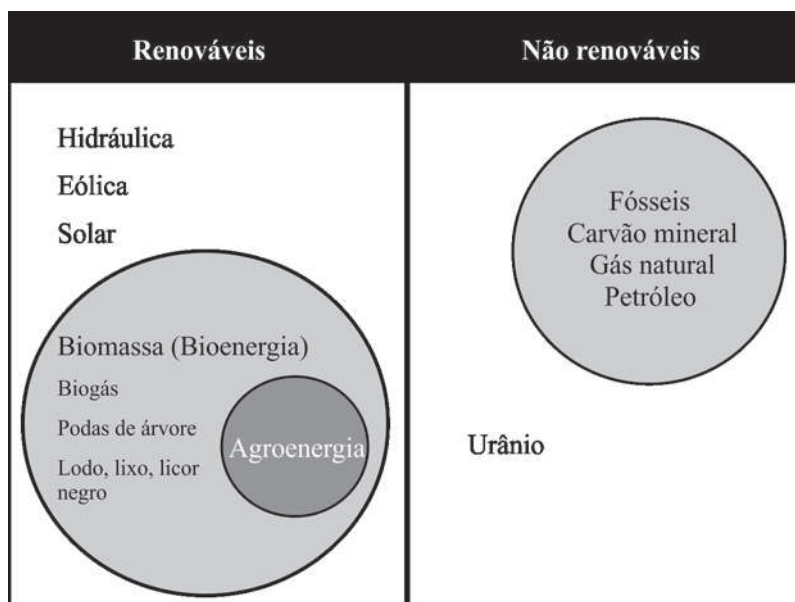 Renováveis
Não renováveis
Hidráulica
Eólica
Solar
Biomassa (Bioenergia)
Biogás
Podas de árvore
Lodo, lixo, licor
negro
Agroenergia
Fósseis
Carvão mineral
Gás natural
Petróleo
Urânio